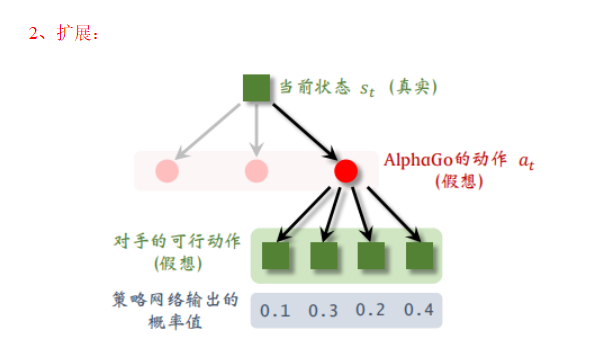 2、扩展：
当前状态 sₜ (真实)
AlphaGo的动作 aₜ
(假想)
对手的可行动作
(假想)
策略网络输出的
概率值
0.1 0.3 0.2 0.4